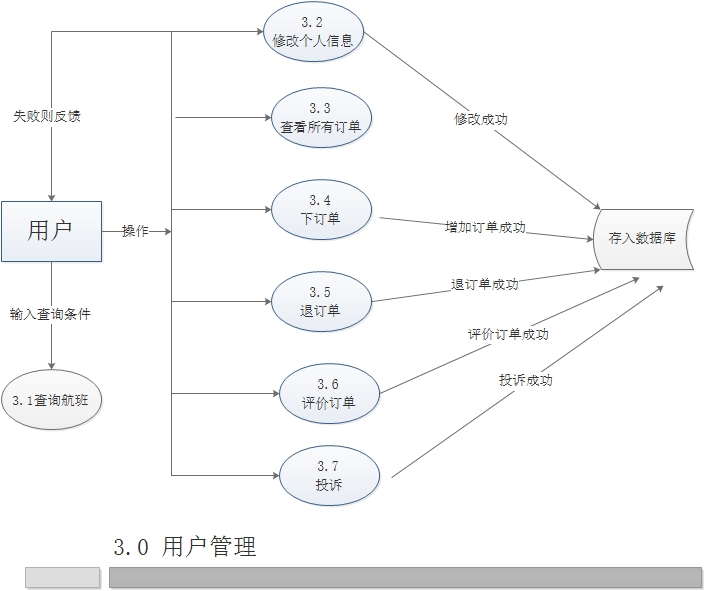 3.2
修改个人信息
失败则反馈
3.3
查看所有订单
修改成功
3.4
下订单
用户
操作
增加订单成功
存入数据库
3.5
退订单
退订单成功
输入查询条件
评价订单成功
3.1查询航班
3.6
评价订单
投诉成功
3.7
投诉
3.0 用户管理